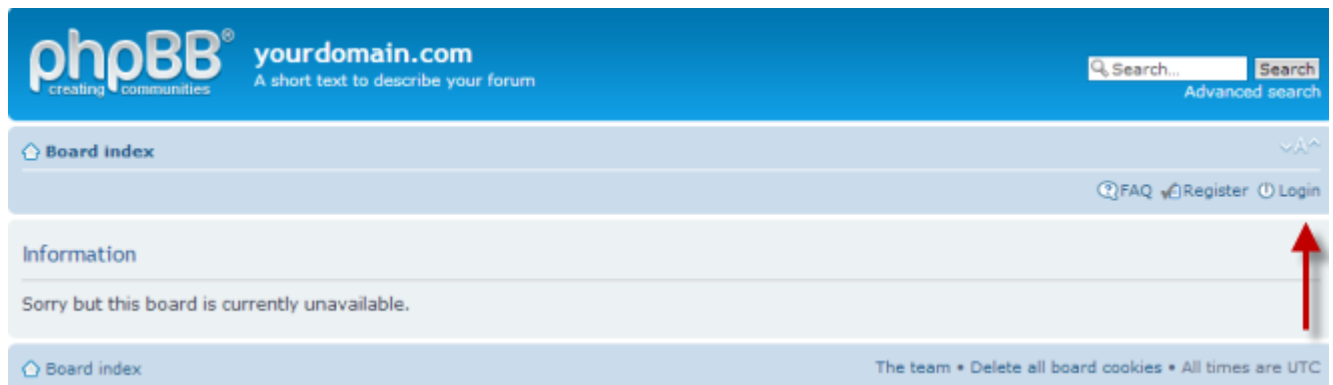 phpBB®
creating communities
yourdomain.com
A short text to describe your forum
Search... Search
Advanced search
Board index
A
FAQ Register Login
Information
Sorry but this board is currently unavailable.
Board index
The team • Delete all board cookies • All times are UTC